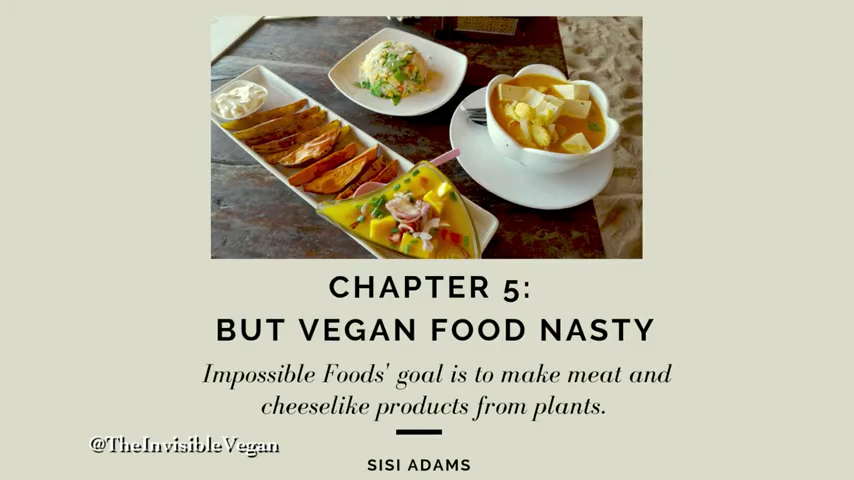 CHAPTER 5:
BUT VEGAN FOOD NASTY
Impossible Foods' goal is to make meat and
cheeselike products from plants.
@TheInvisibleVegan
SISI ADAMS